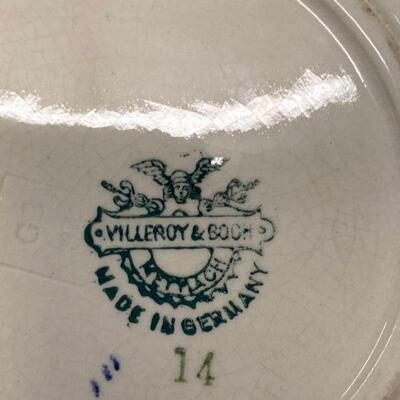 VILLEROY & BOCH
METTLACH
MADE IN GERMANY
14